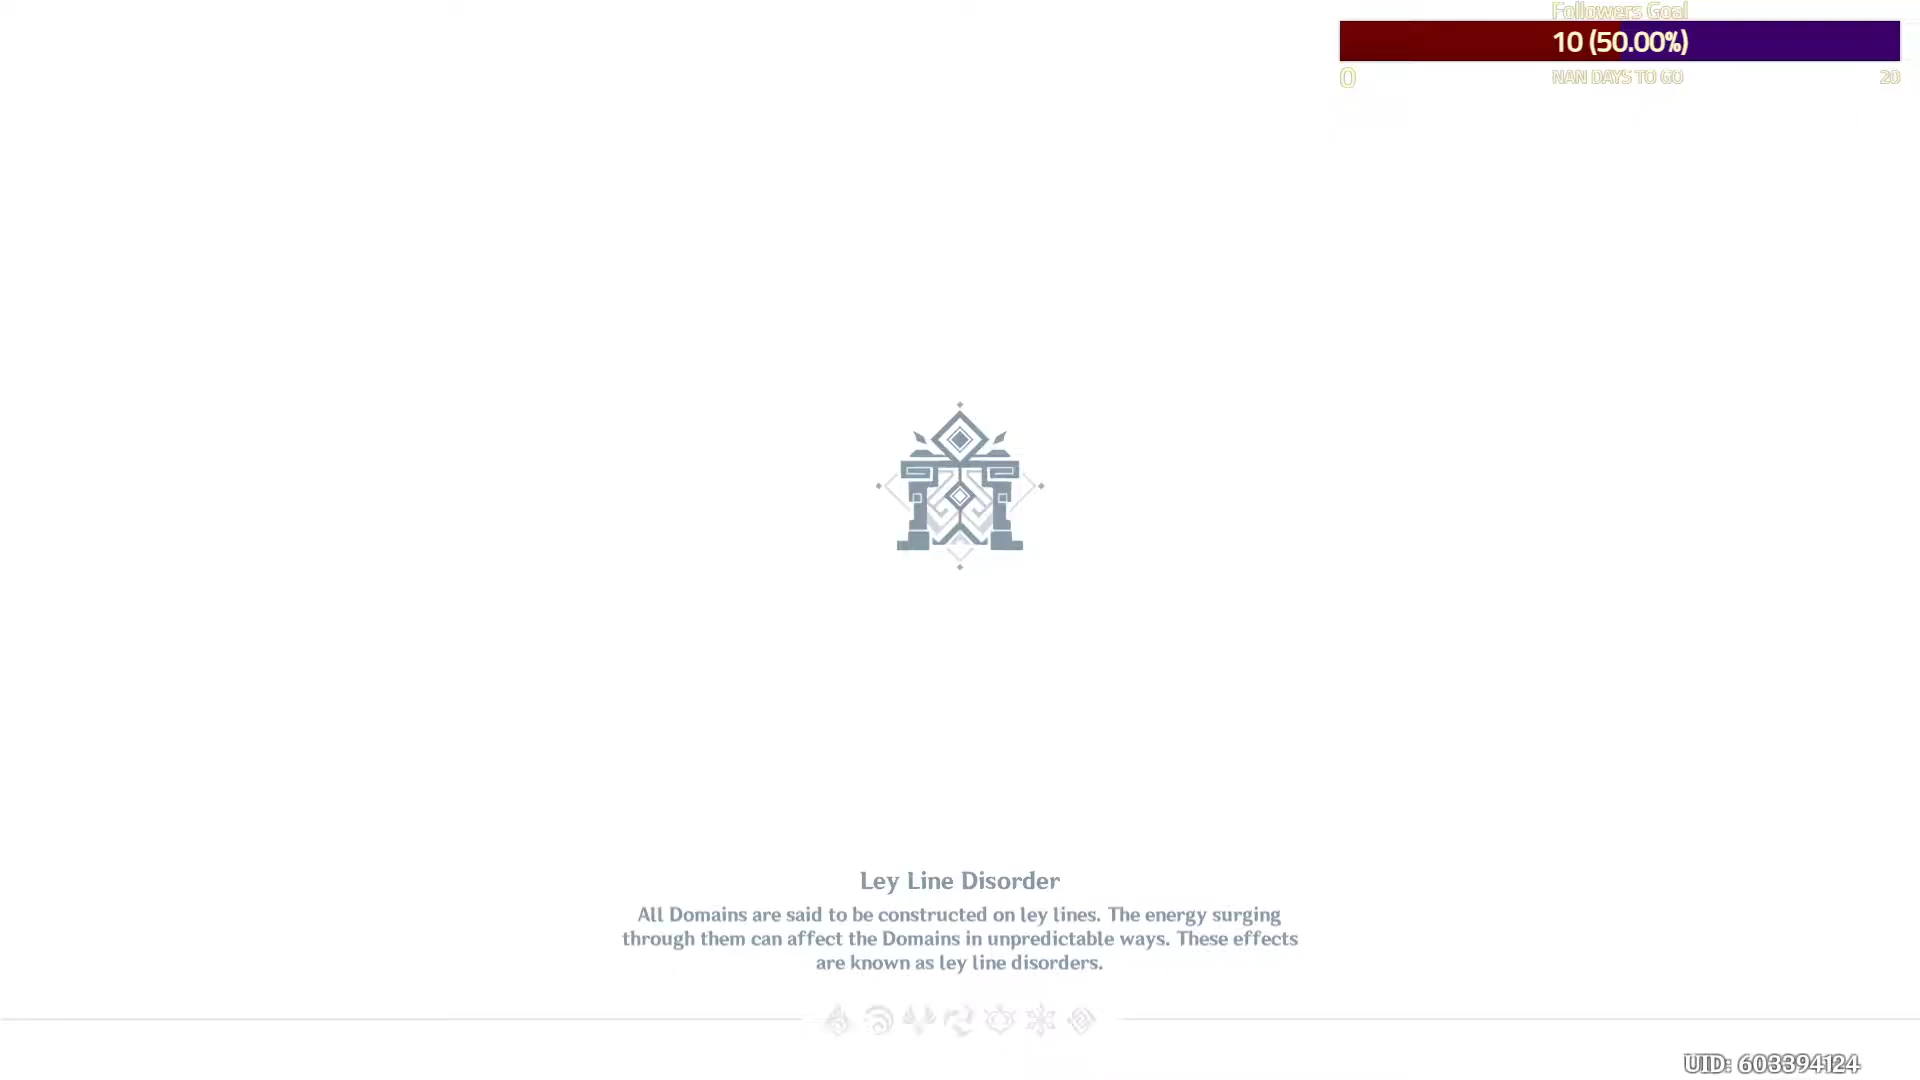 Followers Goal
10 (50.00%)
0 NAN DAYS TO GO 20
Ley Line Disorder
All Domains are said to be constructed on ley lines. The energy surging
through them can affect the Domains in unpredictable ways. These effects
are known as ley line disorders.
UID: 603394124